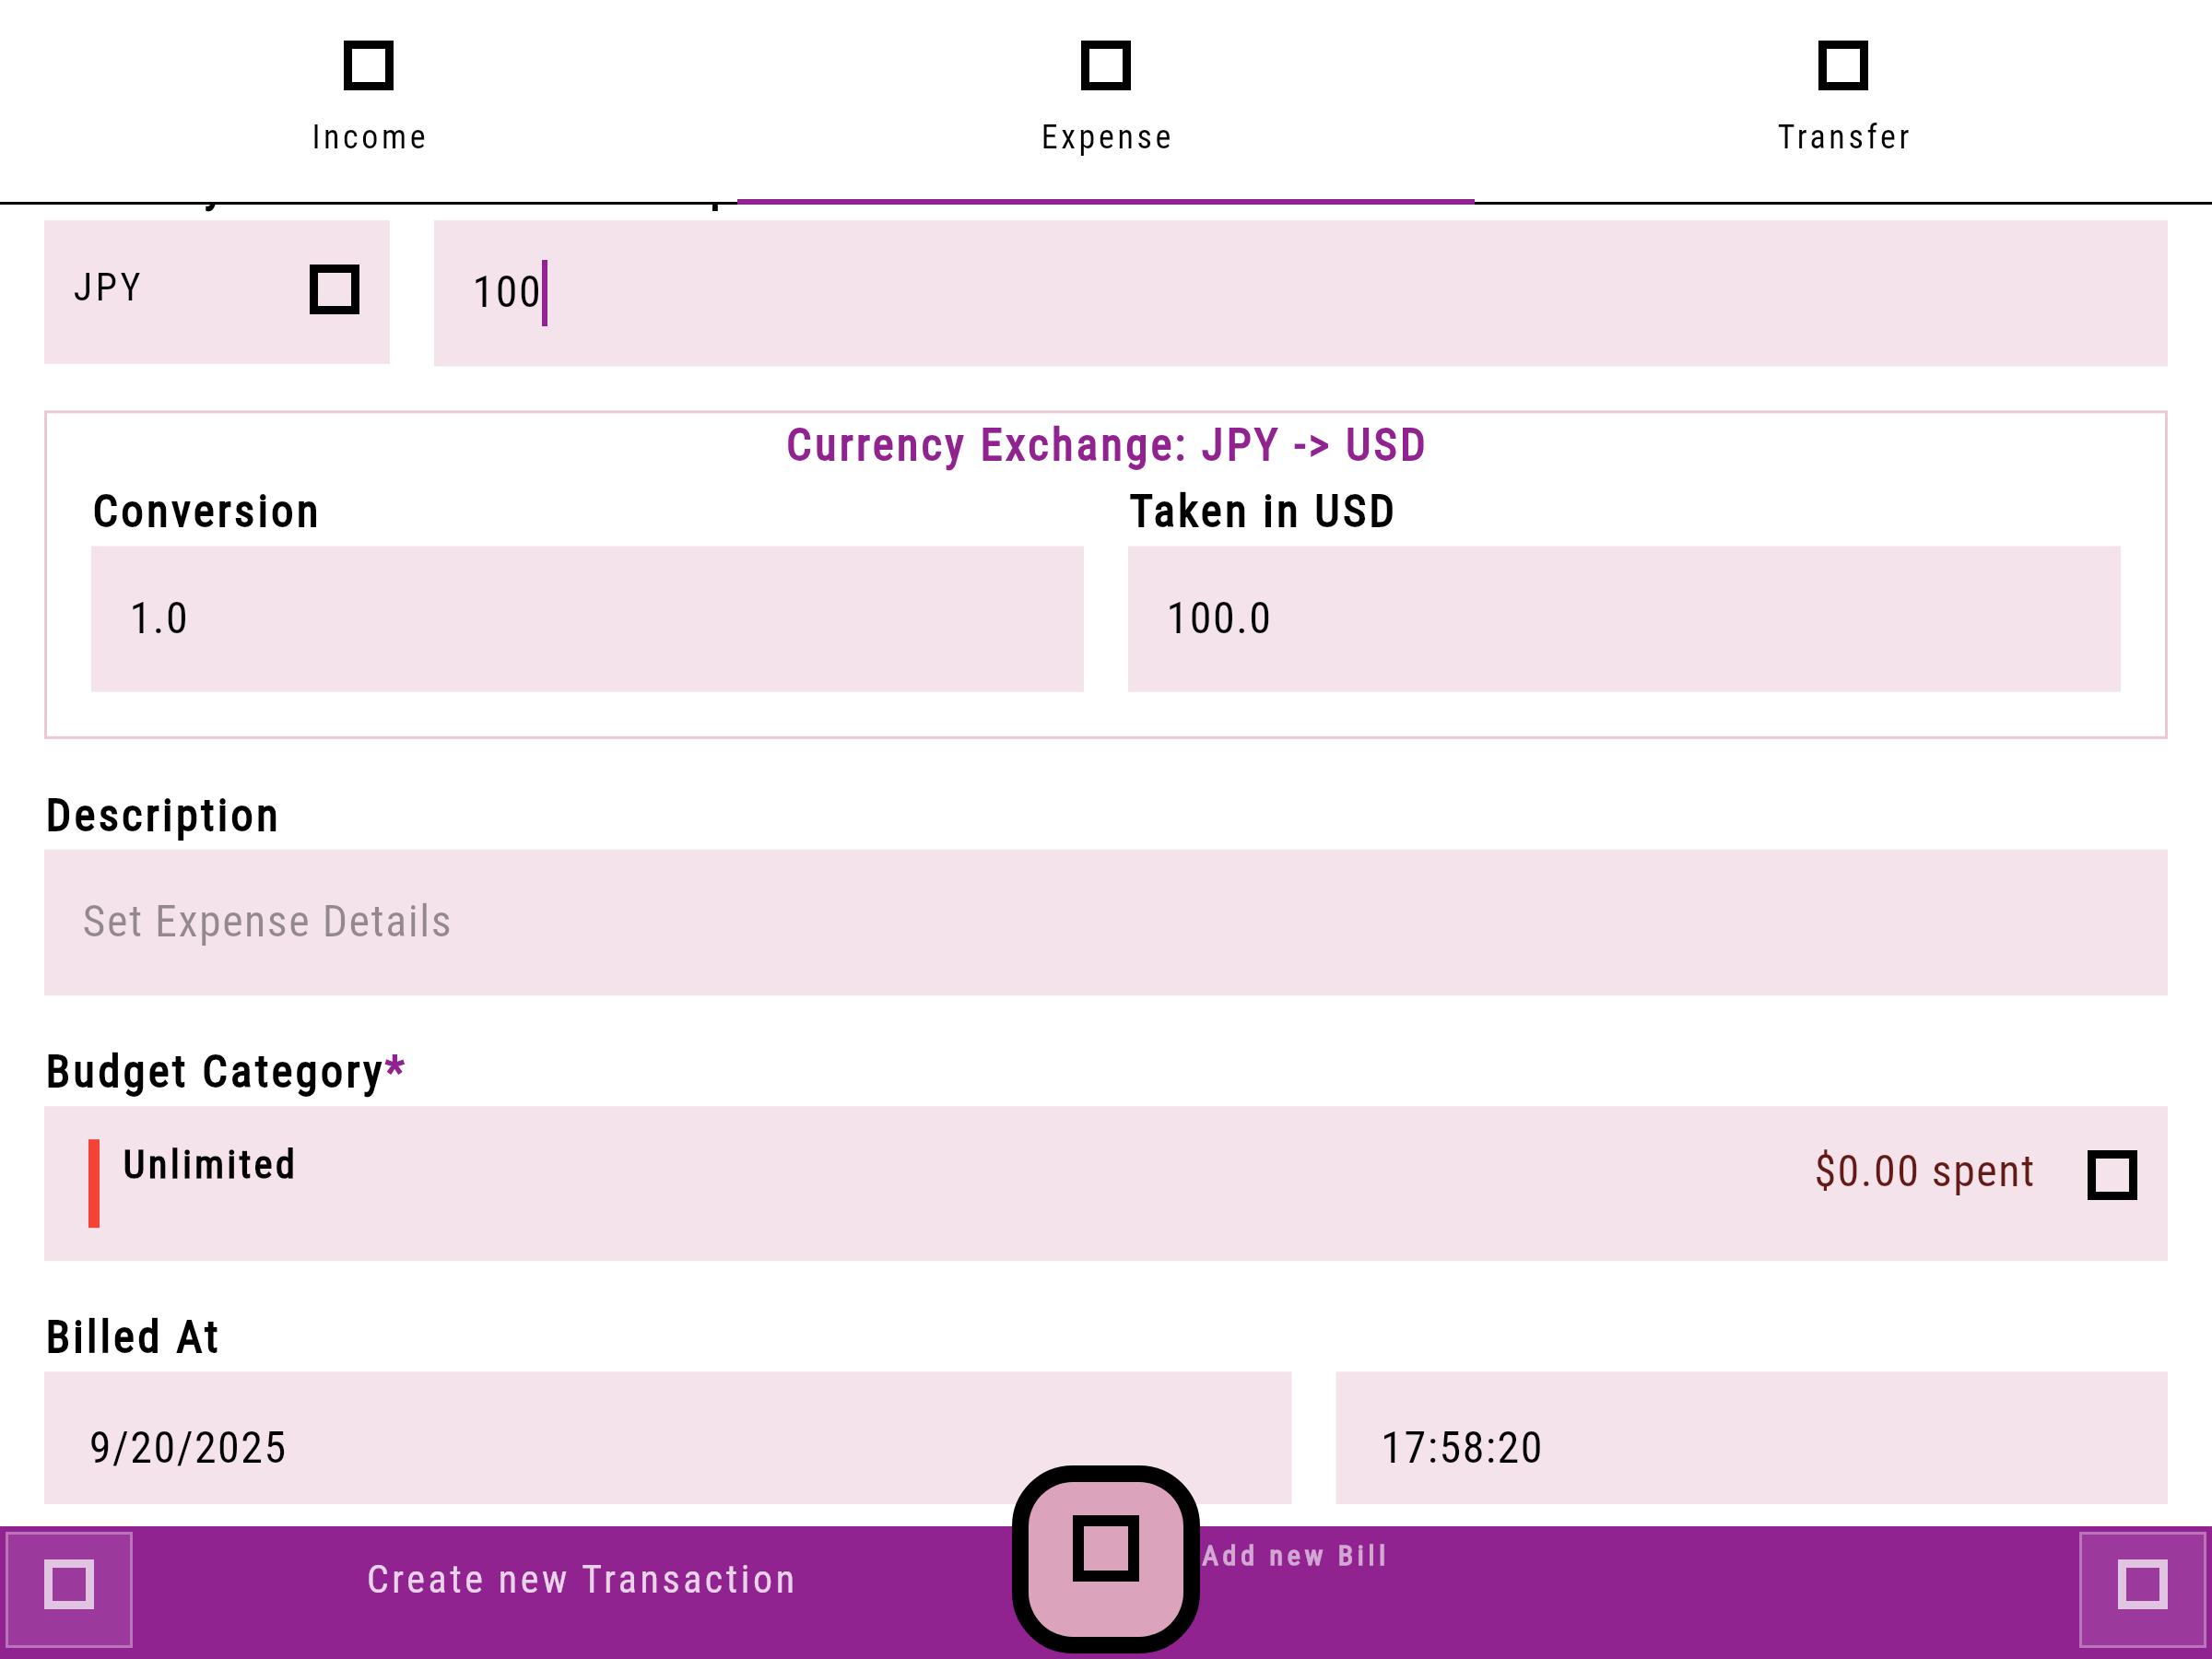 Income Expense Transfer
JPY 100
Currency Exchange: JPY -> USD
Conversion Taken in USD
1.0 100.0
Description
Set Expense Details
Budget Category*
Unlimited $0.00 spent
Billed At
9/20/2025 17:58:20
Create new Transaction Add new Bill